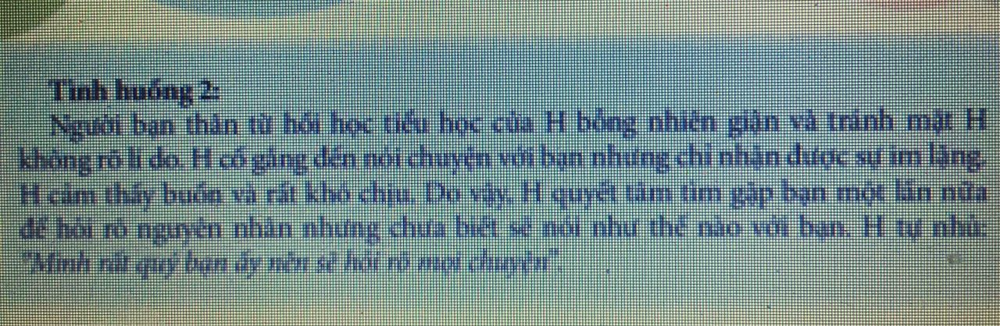 Tình huống 2:
Người bạn thân từ hồi học tiểu học của H bỗng nhiên giận và tránh mặt H
không rõ lí do. H cố gắng đến nói chuyện với bạn nhưng chỉ nhận được sự im lặng.
H cảm thấy buồn và rất khó chịu. Do vậy, H quyết tâm tìm gặp bạn một lần nữa
để hỏi rõ nguyên nhân nhưng chưa biết sẽ nói như thế nào với bạn. H tự nhủ:
"Mình rất quý bạn ấy nên sẽ hỏi rõ mọi chuyện".